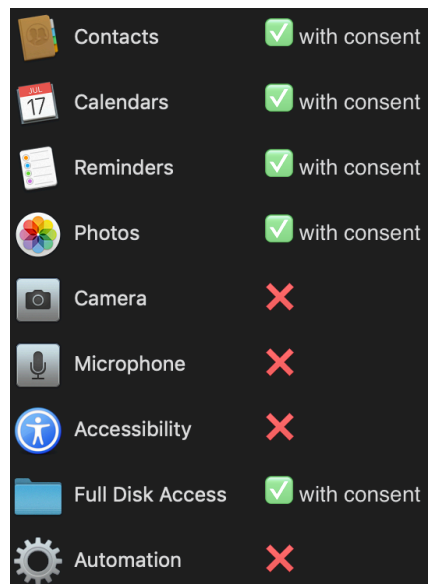 Contacts ✅ with consent
JUL
17
Calendars ✅ with consent
Reminders ✅ with consent
Photos ✅ with consent
Camera ❌
Microphone ❌
Accessibility ❌
Full Disk Access ✅ with consent
Automation ❌